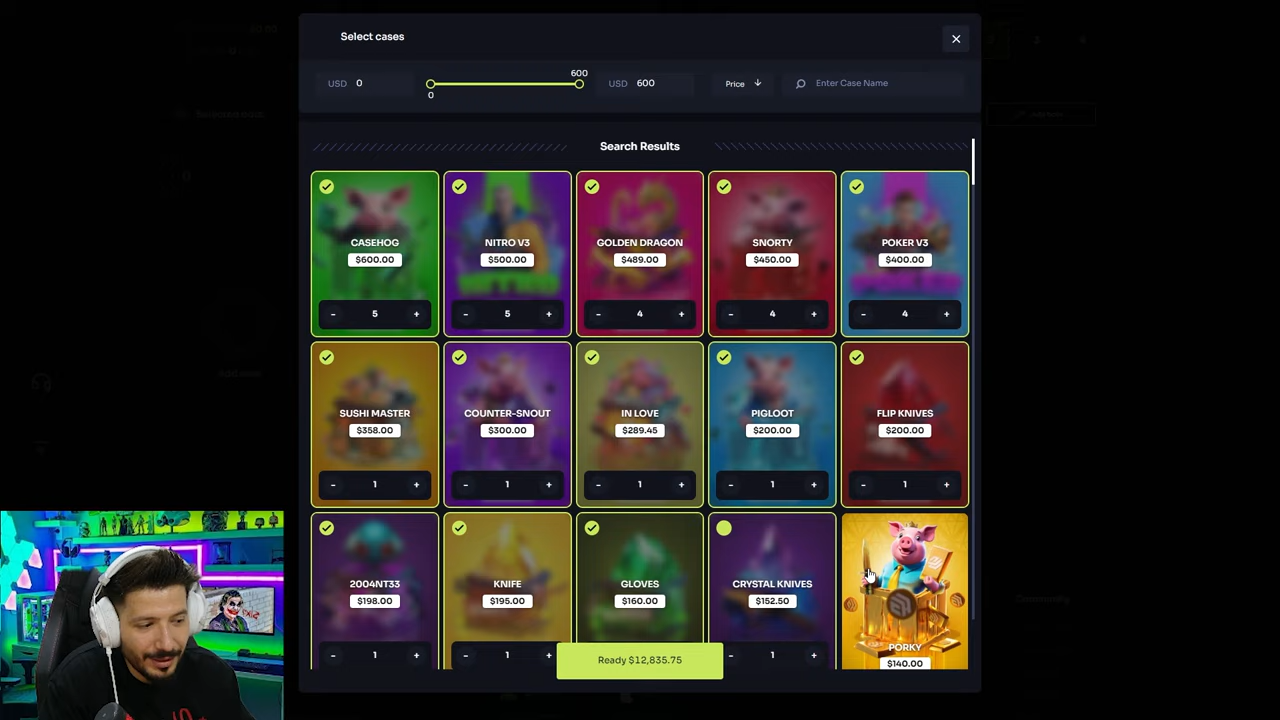 Select cases
USD 0
600
0
USD 600
Price
Enter Case Name
Search Results
CASEHOG
$600.00
- 5 +
NITRO V3
$500.00
- 5 +
GOLDEN DRAGON
$489.00
- 4 +
SNORTY
$450.00
- 4 +
POKER V3
$400.00
- 4 +
SUSHI MASTER
$358.00
- 1 +
COUNTER-SNOUT
$300.00
- 1 +
IN LOVE
$289.45
- 1 +
PIGLOOT
$200.00
- 1 +
FLIP KNIVES
$200.00
- 1 +
2004NT33
$198.00
- 1 +
KNIFE
$195.00
- 1 +
GLOVES
$160.00
CRYSTAL KNIVES
$152.50
- 1 +
PORKY
$140.00
Ready $12,835.75